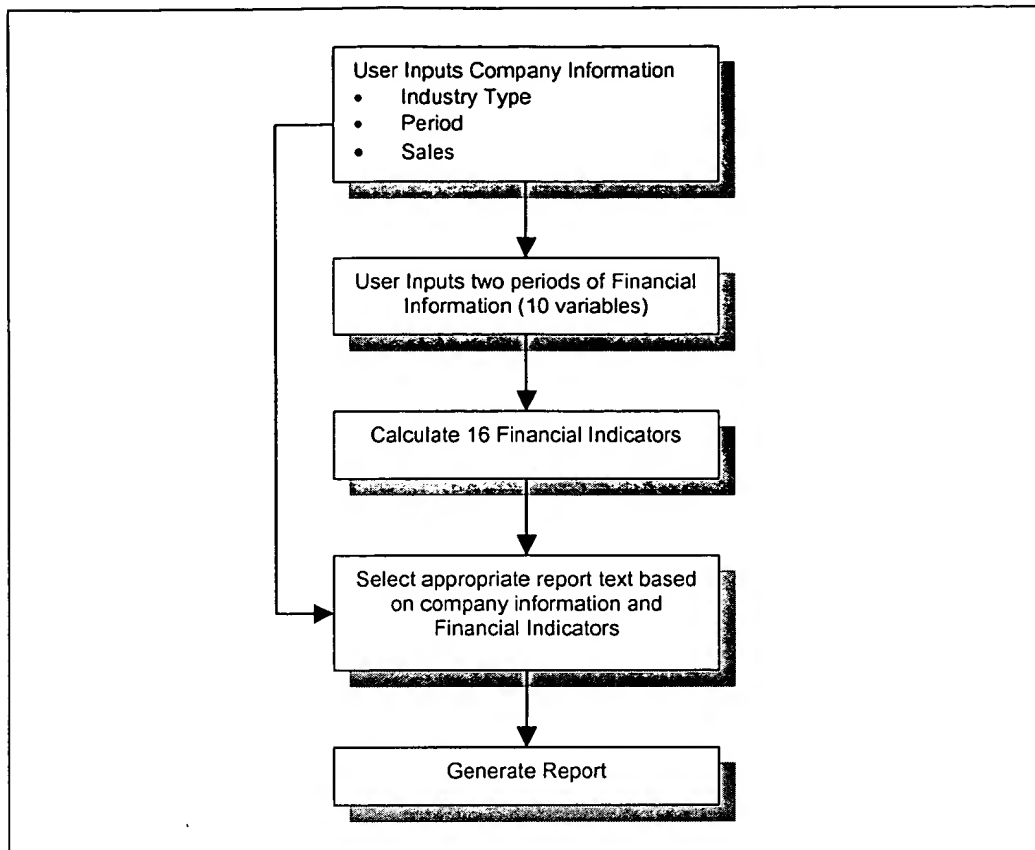 User Inputs Company Information
• Industry Type
• Period
• Sales
User Inputs two periods of Financial
Information (10 variables)
Calculate 16 Financial Indicators
Select appropriate report text based
on company information and
Financial Indicators
Generate Report